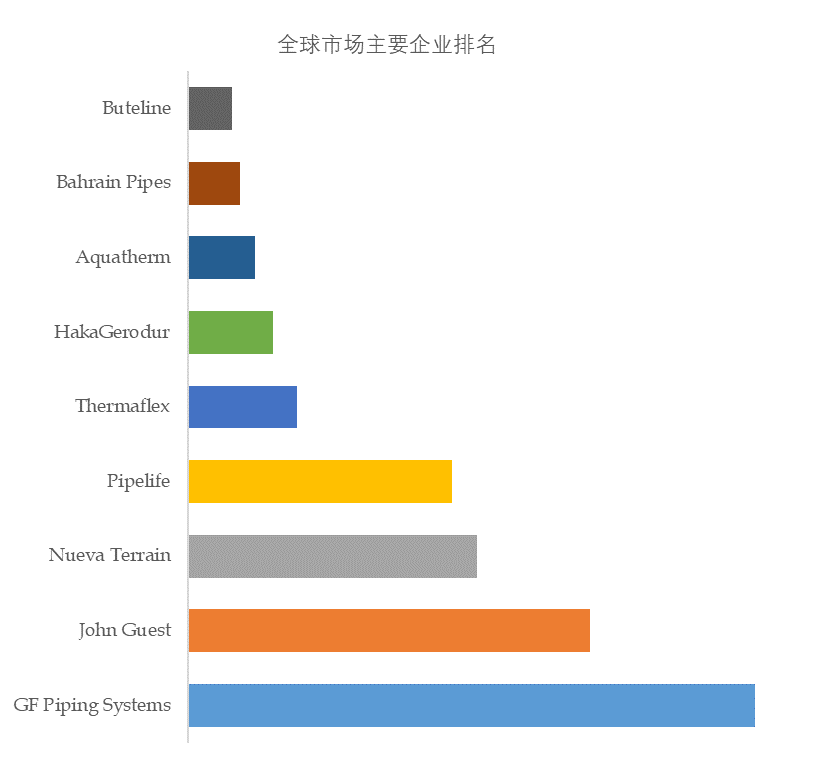 全球市场主要企业排名
Buteline
Bahrain Pipes
Aquatherm
HakaGerodur
Thermaflex
Pipelife
Nueva Terrain
John Guest
GF Piping Systems